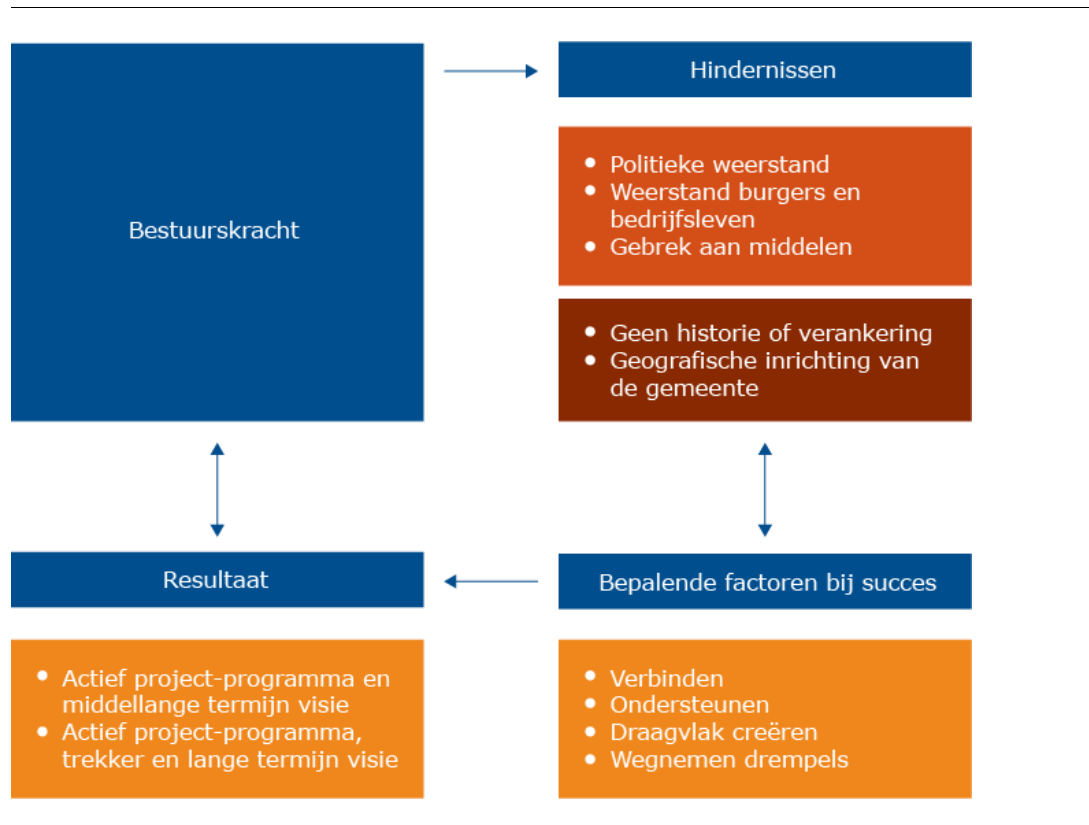 Bestuurskracht
Hindernissen
• Politieke weerstand
• Weerstand burgers en
bedrijfsleven
• Gebrek aan middelen
• Geen historie of verankering
• Geografische inrichting van
de gemeente
Resultaat
• Actief project-programma en
middellange termijn visie
• Actief project-programma,
trekker en lange termijn visie
Bepalende factoren bij succes
• Verbinden
• Ondersteunen
• Draagvlak creëren
• Wegnemen drempels